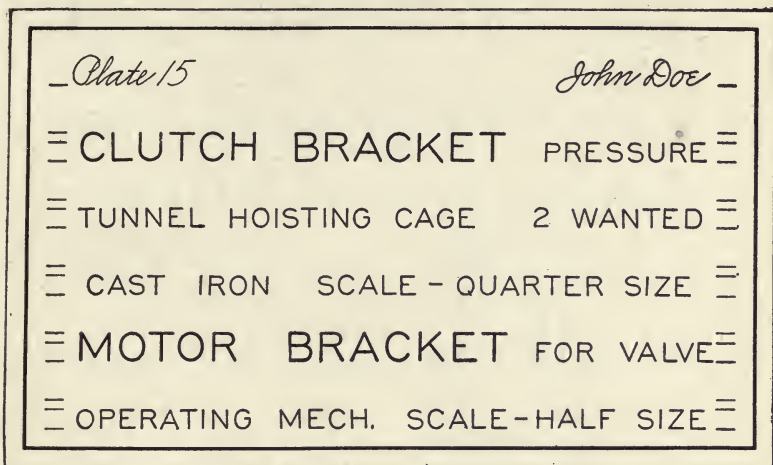 Plate 15 John Doe
CLUTCH BRACKET PRESSURE
TUNNEL HOISTING CAGE 2 WANTED
CAST IRON SCALE - QUARTER SIZE
MOTOR BRACKET FOR VALVE
OPERATING MECH. SCALE-HALF SIZE